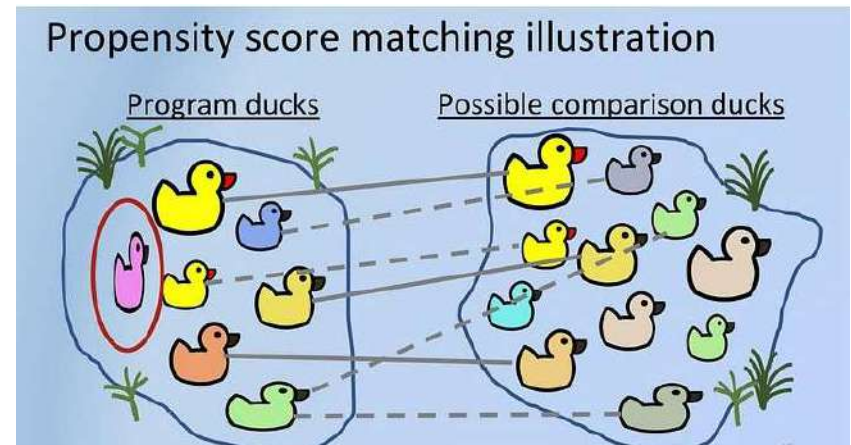 Propensity score matching illustration
Program ducks
Possible comparison ducks